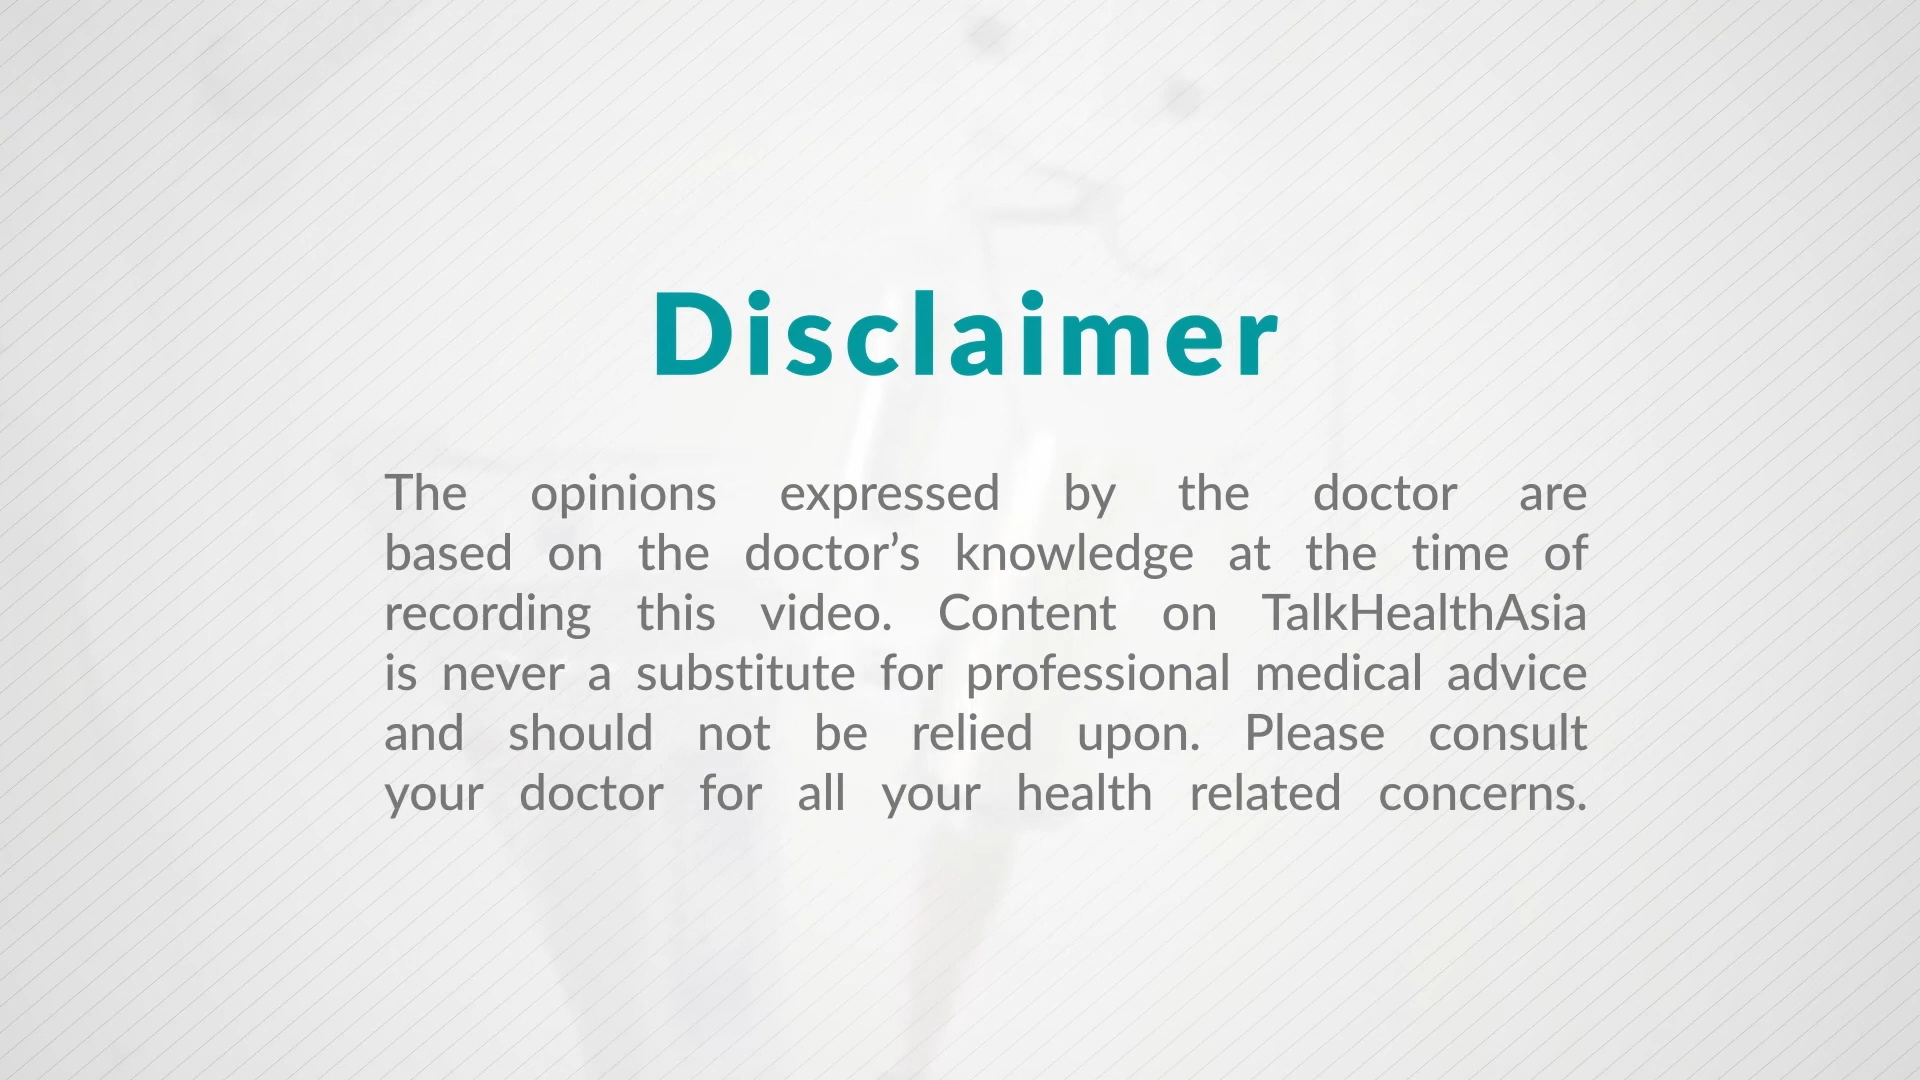 Disclaimer
The opinions expressed by the doctor are
based on the doctor’s knowledge at the time of
recording this video. Content on TalkHealthAsia
is never a substitute for professional medical advice
and should not be relied upon. Please consult
your doctor for all your health related concerns.